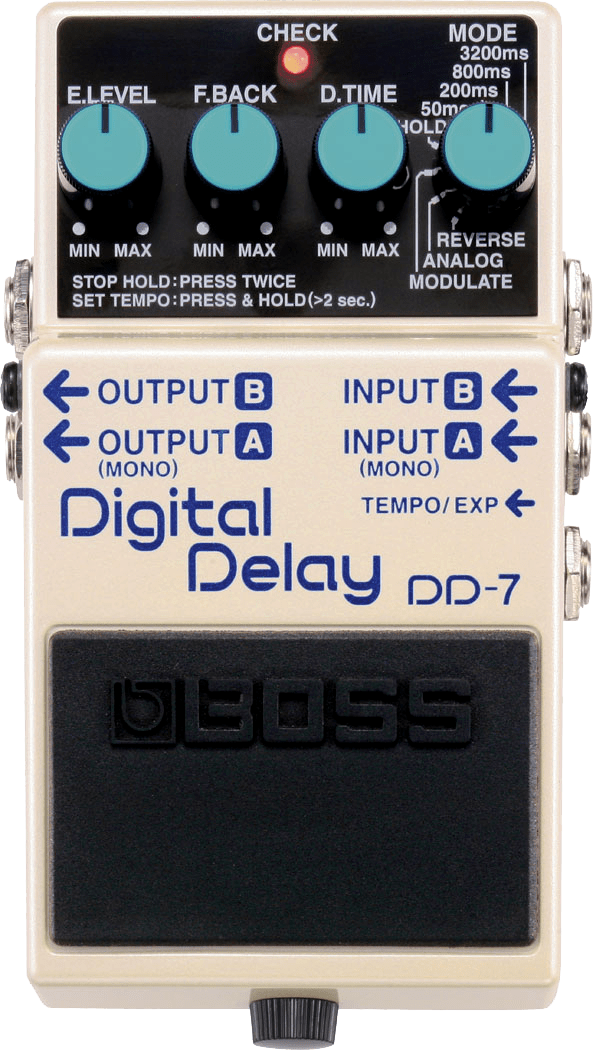 CHECK
MODE
3200ms
800ms
200ms
50ms
HOLD
E.LEVEL F.BACK D.TIME
MIN MAX MIN MAX MIN MAX
REVERSE
ANALOG
MODULATE
STOP HOLD:PRESS TWICE
SET TEMPO:PRESS & HOLD(>2 sec.)
OUTPUT B INPUT B
OUTPUT A INPUT A
(MONO) (MONO)
TEMPO/EXP
Digital
Delay DD-7
BOSS